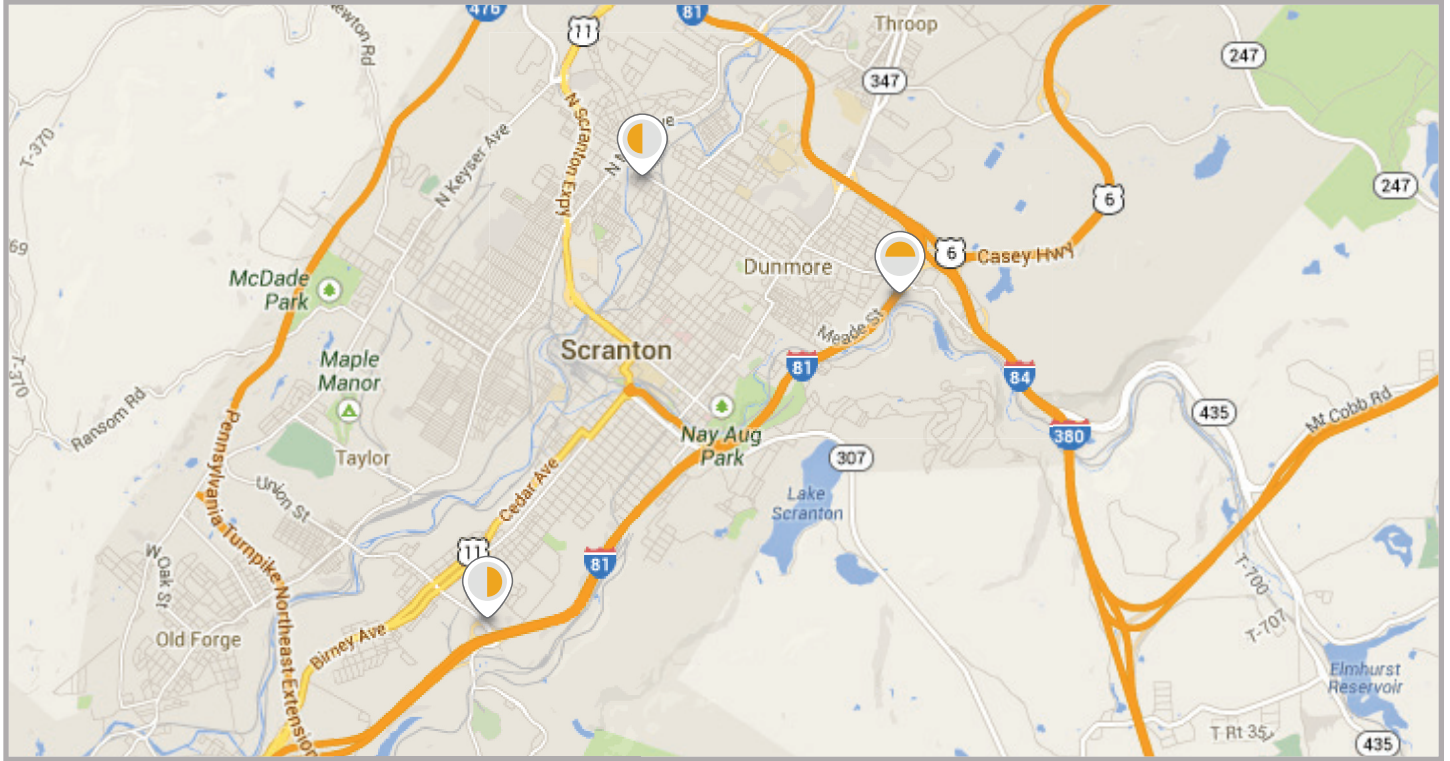 Newton Rd
476
11
81
Throop
247
347
T-370
N Keyser Ave
N Scranton Expy
247
6
69
McDade
Park
Dunmore
6
Casey Hwy
Meade St
Scranton
81
84
T-370
Maple
Manor
Ransom Rd
Nay Aug
Park
380
435
Mt Cobb Rd
Taylor
307
Pennsylvania Turnpike Northeast Extension
Union St
Cedar Ave
Lake
Scranton
11
81
W Oak St
T-700
T-707
Old Forge
Birney Ave
Elmhurst
Reservoir
T Rt 35
435